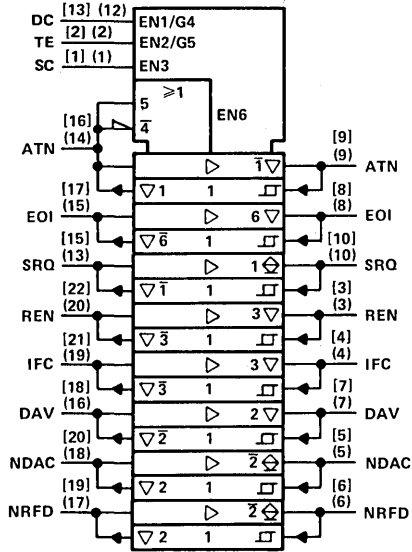 DC [13] (12) EN1/G4
TE [2] (2) EN2/G5
SC [1] (1) EN3
≥1
5
EN6
[16] 4̅
ATN (14) [9]
1̅ ▽ (9) ATN
[17] ▽ 1 1 [8]
EOI (15) 6 ▽ (8) EOI
[15] ▽ 6̅ 1 [10]
SRQ (13) 1 (10) SRQ
[22] ▽ 1̅ 1 [3]
REN (20) 3 ▽ (3) REN
[21] ▽ 3̅ 1 [4]
IFC (19) 3 ▽ (4) IFC
[18] ▽ 3̅ 1 [7]
DAV (16) 2 ▽ (7) DAV
[20] ▽ 2̅ 1 [5]
NDAC (18) 2̅ (5) NDAC
[19] ▽ 2 1 [6]
NRFD (17) 2̅ (6) NRFD
▽ 2 1